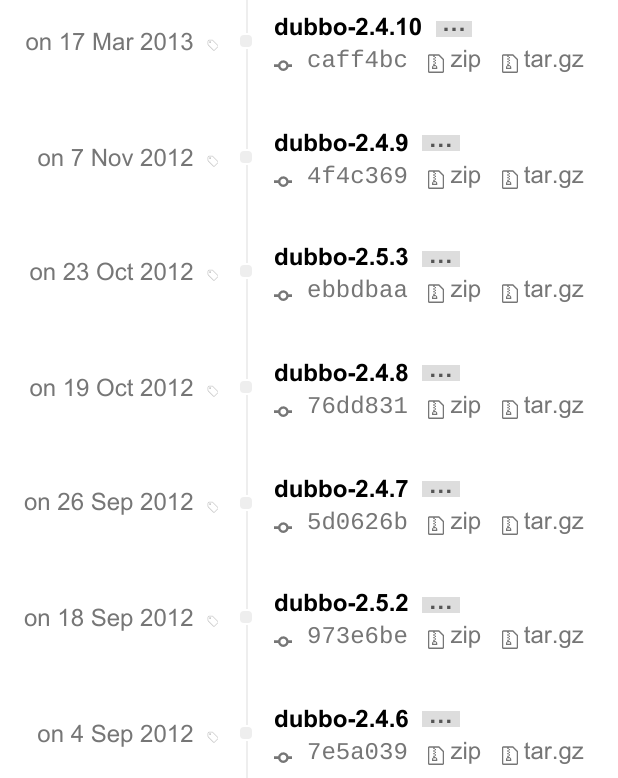 on 17 Mar 2013
dubbo-2.4.10 ...
caff4bc zip tar.gz
on 7 Nov 2012
dubbo-2.4.9 ...
4f4c369 zip tar.gz
on 23 Oct 2012
dubbo-2.5.3 ...
ebbdbaa zip tar.gz
on 19 Oct 2012
dubbo-2.4.8 ...
76dd831 zip tar.gz
on 26 Sep 2012
dubbo-2.4.7 ...
5d0626b zip tar.gz
on 18 Sep 2012
dubbo-2.5.2 ...
973e6be zip tar.gz
on 4 Sep 2012
dubbo-2.4.6 ...
7e5a039 zip tar.gz